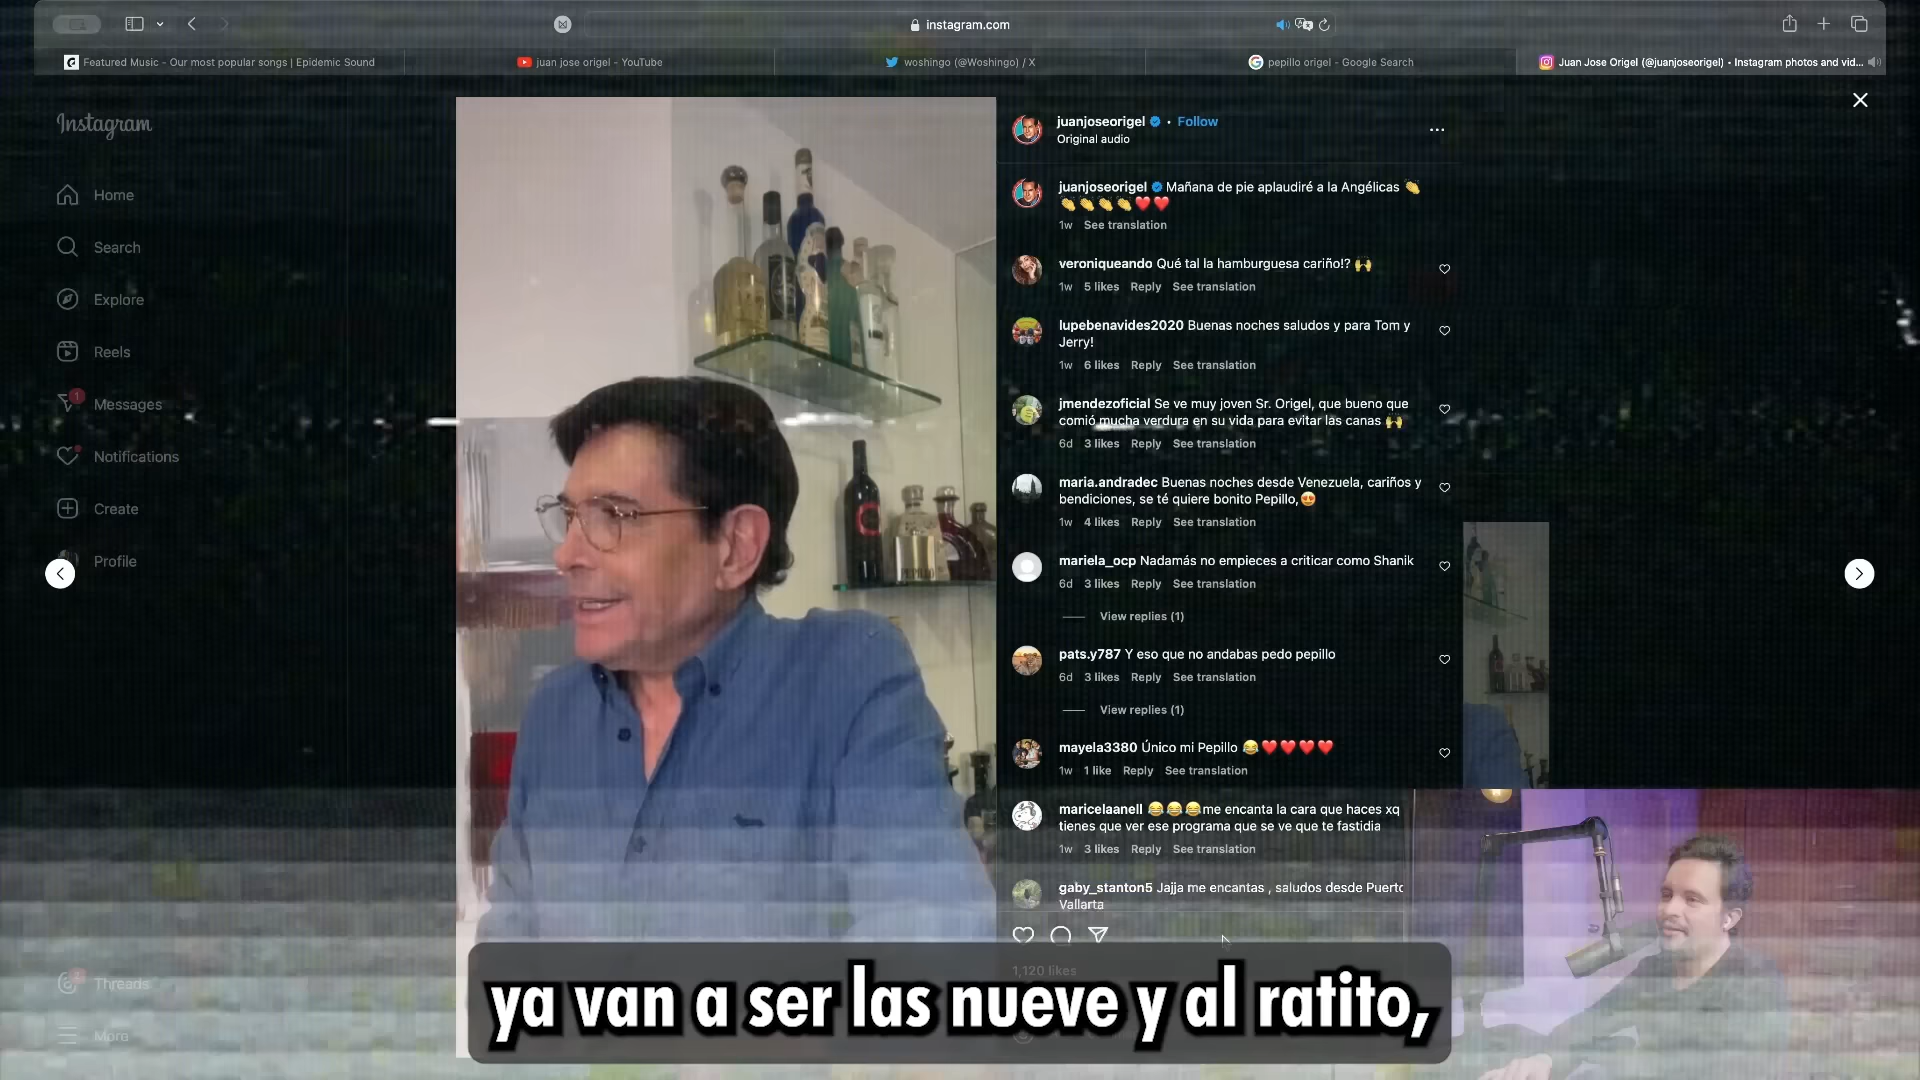 instagram.com
Featured Music - Our most popular songs | Epidemic Sound
juan jose origel - YouTube
woshingo (@Woshingo) / X
pepillo origel - Google Search
Juan Jose Origel (@juanjoseorigel) • Instagram photos and vid...
Instagram
Home
Search
Explore
Reels
1
Messages
Notifications
Create
Profile
Threads
More
juanjoseorigel • Follow
Original audio
juanjoseorigel Mañana de pie aplaudiré a la Angélicas 👏
👏👏👏👏❤️❤️
1w See translation
veroniqueando Qué tal la hamburguesa cariño!? 🙌
1w 5 likes Reply See translation
lupebenavides2020 Buenas noches saludos y para Tom y
Jerry!
1w 6 likes Reply See translation
jmendezoficial Se ve muy joven Sr. Origel, que bueno que
comió mucha verdura en su vida para evitar las canas 🙌
6d 3 likes Reply See translation
maria.andradec Buenas noches desde Venezuela, cariños y
bendiciones, se té quiere bonito Pepillo,😍
1w 4 likes Reply See translation
mariela_ocp Nadamás no empieces a criticar como Shanik
6d 3 likes Reply See translation
View replies (1)
pats.y787 Y eso que no andabas pedo pepillo
6d 3 likes Reply See translation
View replies (1)
mayela3380 Único mi Pepillo 😂❤️❤️❤️❤️
1w 1 like Reply See translation
maricelaanell 😂😂😂me encanta la cara que haces xq
tienes que ver ese programa que se ve que te fastidia
1w 3 likes Reply See translation
gaby_stanton5 Jajja me encantas , saludos desde Puerto
Vallarta
1,120 likes
ya van a ser las nueve y al ratito,